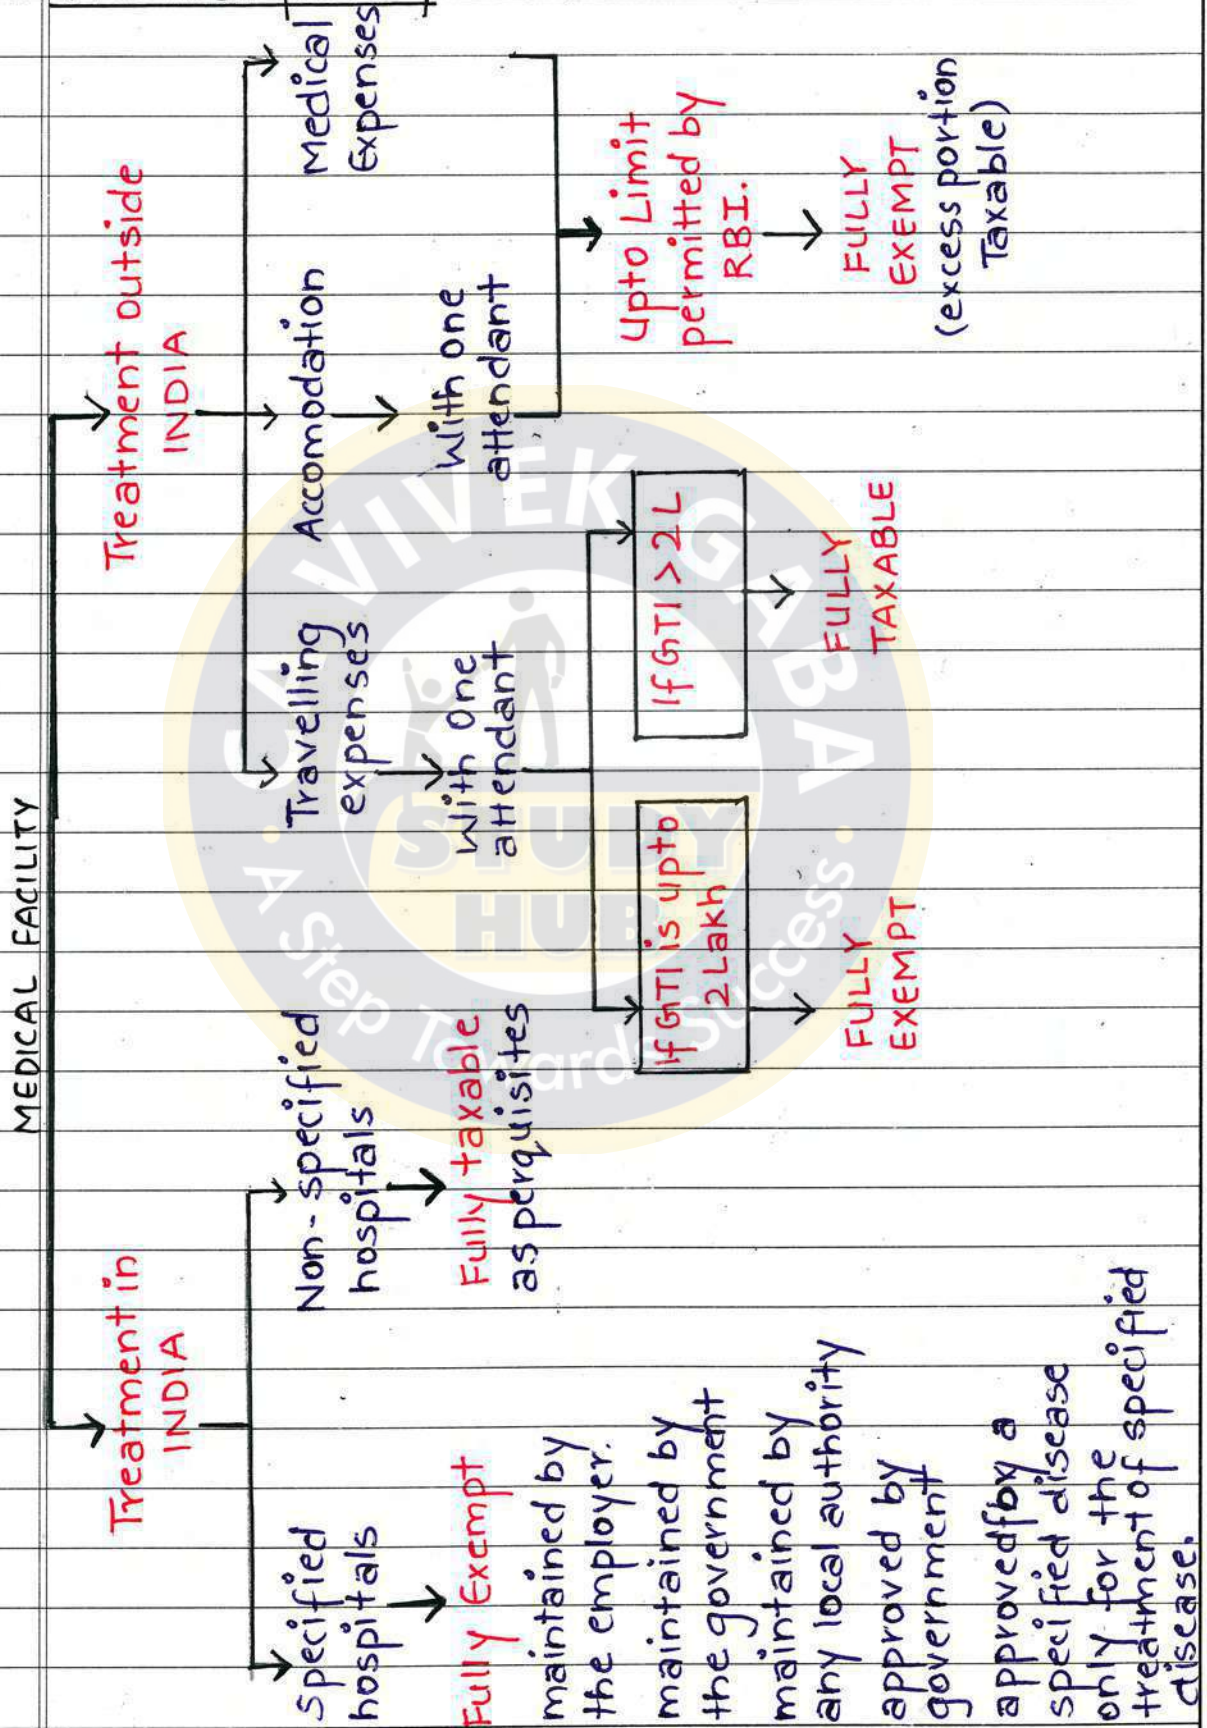 MEDICAL FACILITY
Treatment in
INDIA
specified
hospitals
Fully Exempt
maintained by
the employer.
maintained by
the government
maintained by
any local authority
approved by
government
approved for a
specified disease
only for the
treatment of specified
disease.
Non-specified
hospitals
Fully taxable
as perquisites
Treatment outside
INDIA
Travelling
expenses
With One
attendant
If GTI is upto
2 Lakh
FULLY
EXEMPT
If GTI > 2L
FULLY
TAXABLE
Accomodation
With one
attendant
Medical
Expenses
Upto Limit
permitted by
RBI.
FULLY
EXEMPT
(excess portion
Taxable)
CA VIVEK GABA
STUDY
HUB
A Step Towards Success